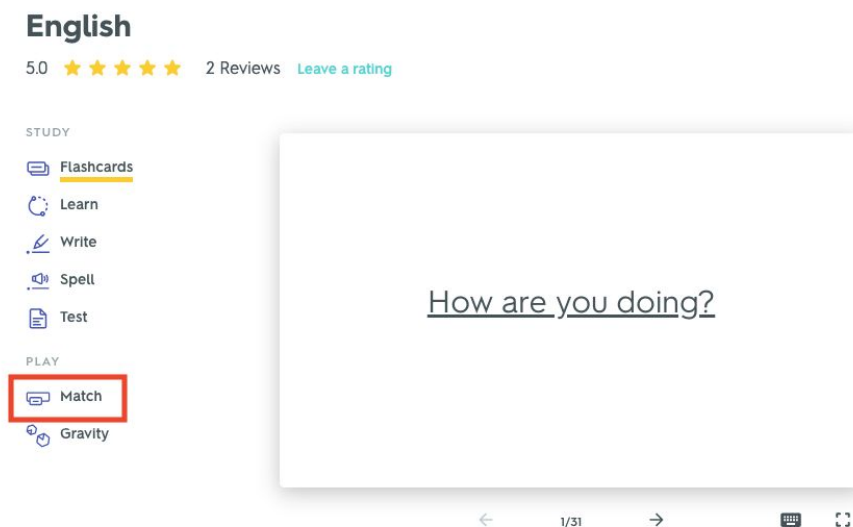 English
5.0 2 Reviews Leave a rating
STUDY
Flashcards
Learn
Write
Spell
Test
PLAY
Match
Gravity
How are you doing?
1/31